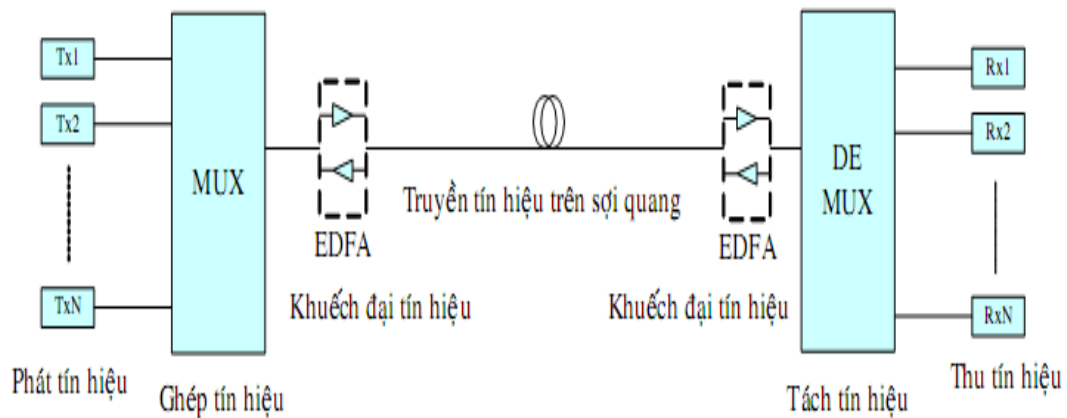 Tx1
Tx2
TxN
Phát tín hiệu
MUX
Ghép tín hiệu
EDFA
Khuếch đại tín hiệu
Truyền tín hiệu trên sợi quang
EDFA
Khuếch đại tín hiệu
DE
MUX
Tách tín hiệu
Rx1
Rx2
RxN
Thu tín hiệu